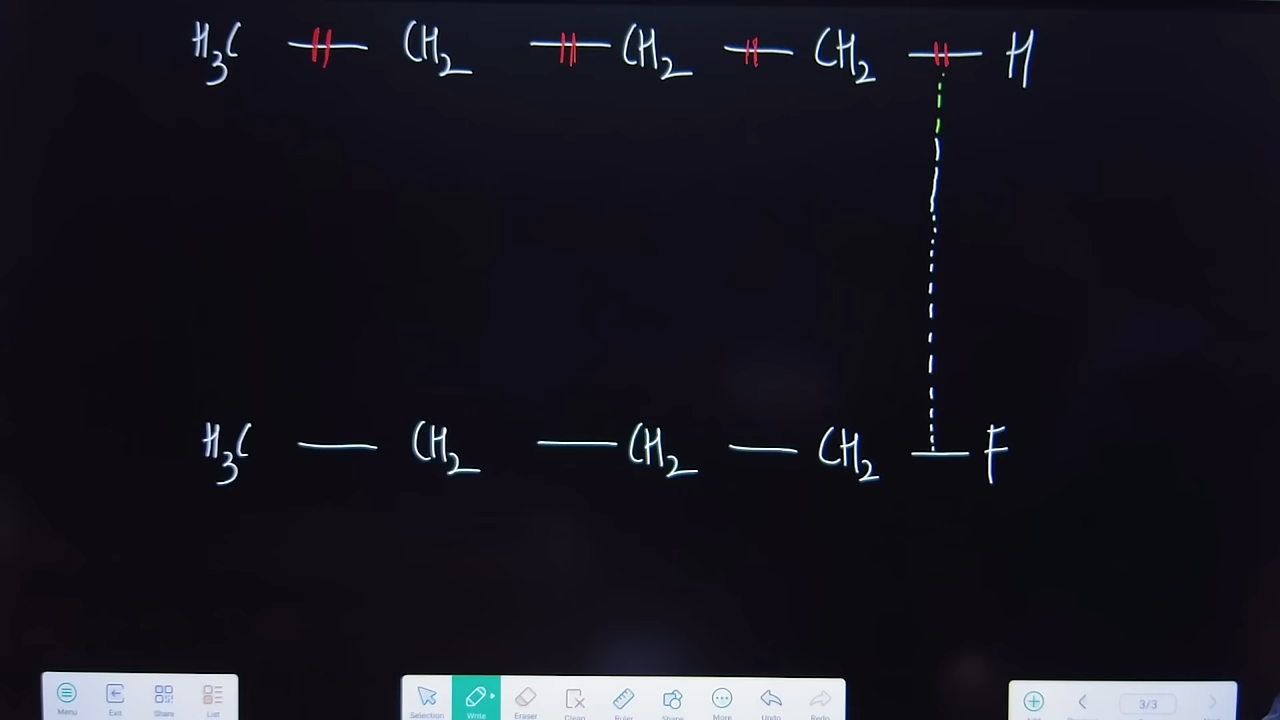 H₃C — CH₂ — CH₂ — CH₂ — H
H₃C — CH₂ — CH₂ — CH₂ — F
Menu Exit Share List Selection Write Eraser Clean Ruler Shape More Undo Redo 3/3